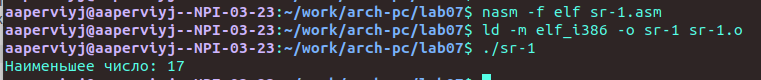 aaperviyj@aaperviyj--NPI-03-23:~/work/arch-pc/lab07$ nasm -f elf sr-1.asm
aaperviyj@aaperviyj--NPI-03-23:~/work/arch-pc/lab07$ ld -m elf_i386 -o sr-1 sr-1.o
aaperviyj@aaperviyj--NPI-03-23:~/work/arch-pc/lab07$ ./sr-1
Наименьшее число: 17